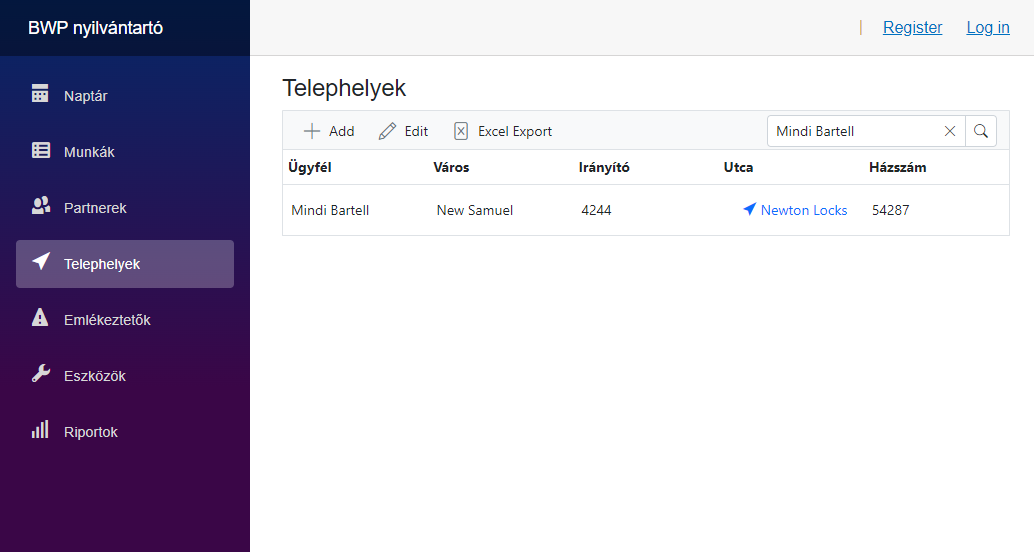 BWP nyilvántartó
Register Log in
Naptár
Munkák
Partnerek
Telephelyek
Emlékeztetők
Eszközök
Riportok
Telephelyek
Add Edit Excel Export Mindi Bartell
Ügyfél Város Irányító Utca Házszám
Mindi Bartell New Samuel 4244 Newton Locks 54287